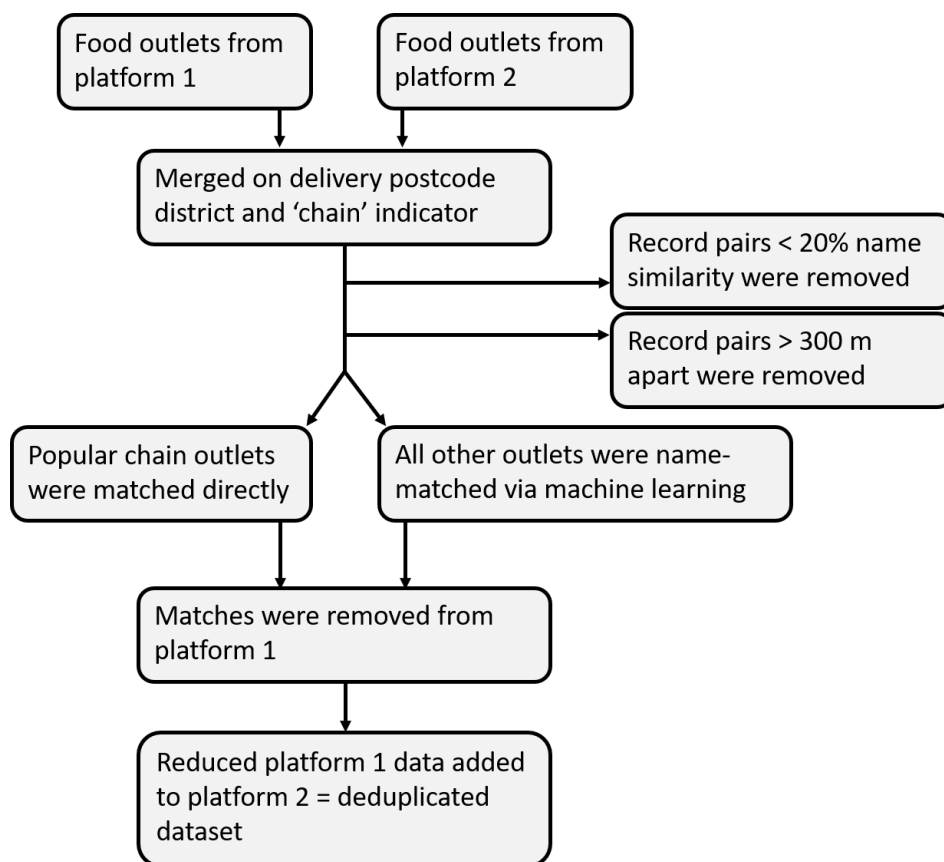 Food outlets from
platform 1
Food outlets from
platform 2
Merged on delivery postcode
district and ‘chain’ indicator
Record pairs < 20% name
similarity were removed
Record pairs > 300 m
apart were removed
Popular chain outlets
were matched directly
All other outlets were name-
matched via machine learning
Matches were removed from
platform 1
Reduced platform 1 data added
to platform 2 = deduplicated
dataset